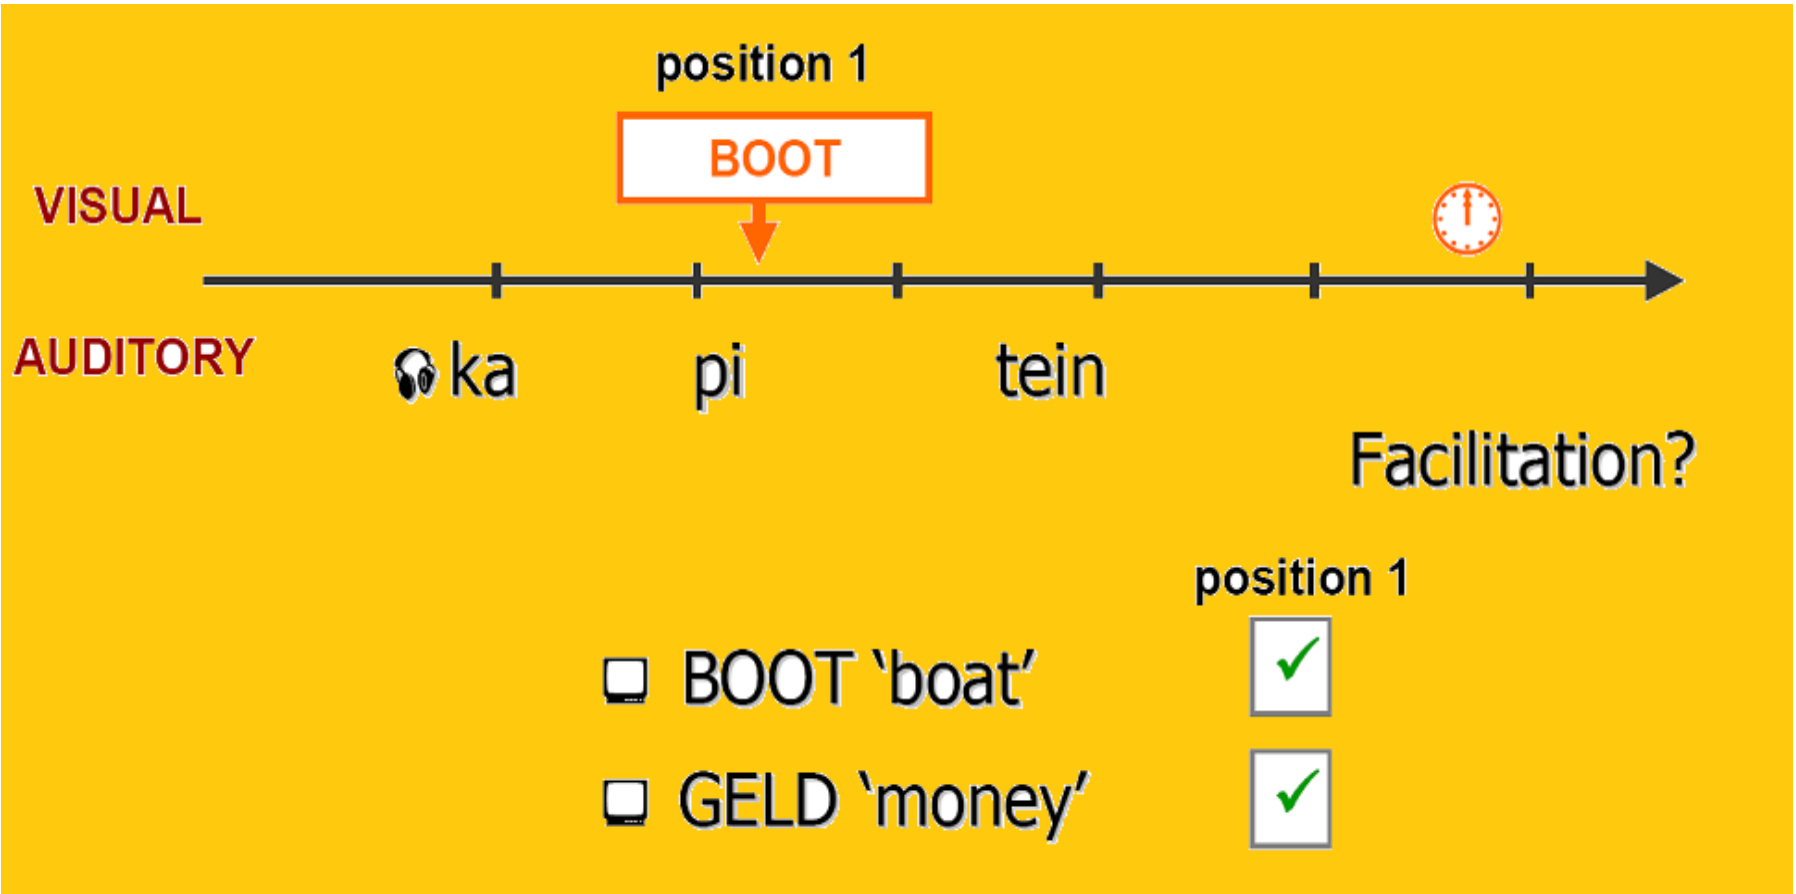 position 1
BOOT
VISUAL
AUDITORY
ka pi tein
Facilitation?
position 1
BOOT ‘boat’
GELD ‘money’